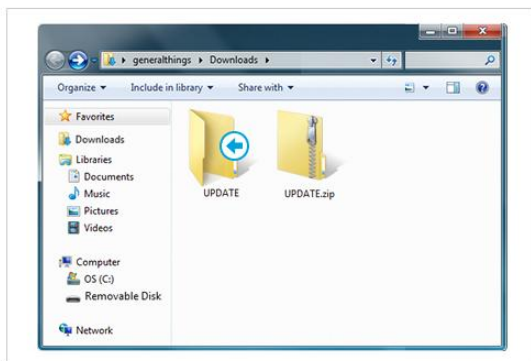 generalthings Downloads
Organize Include in library Share with
Favorites
Downloads
Libraries
Documents
Music
Pictures
Videos
Computer
OS (C:)
Removable Disk
Network
UPDATE UPDATE.zip